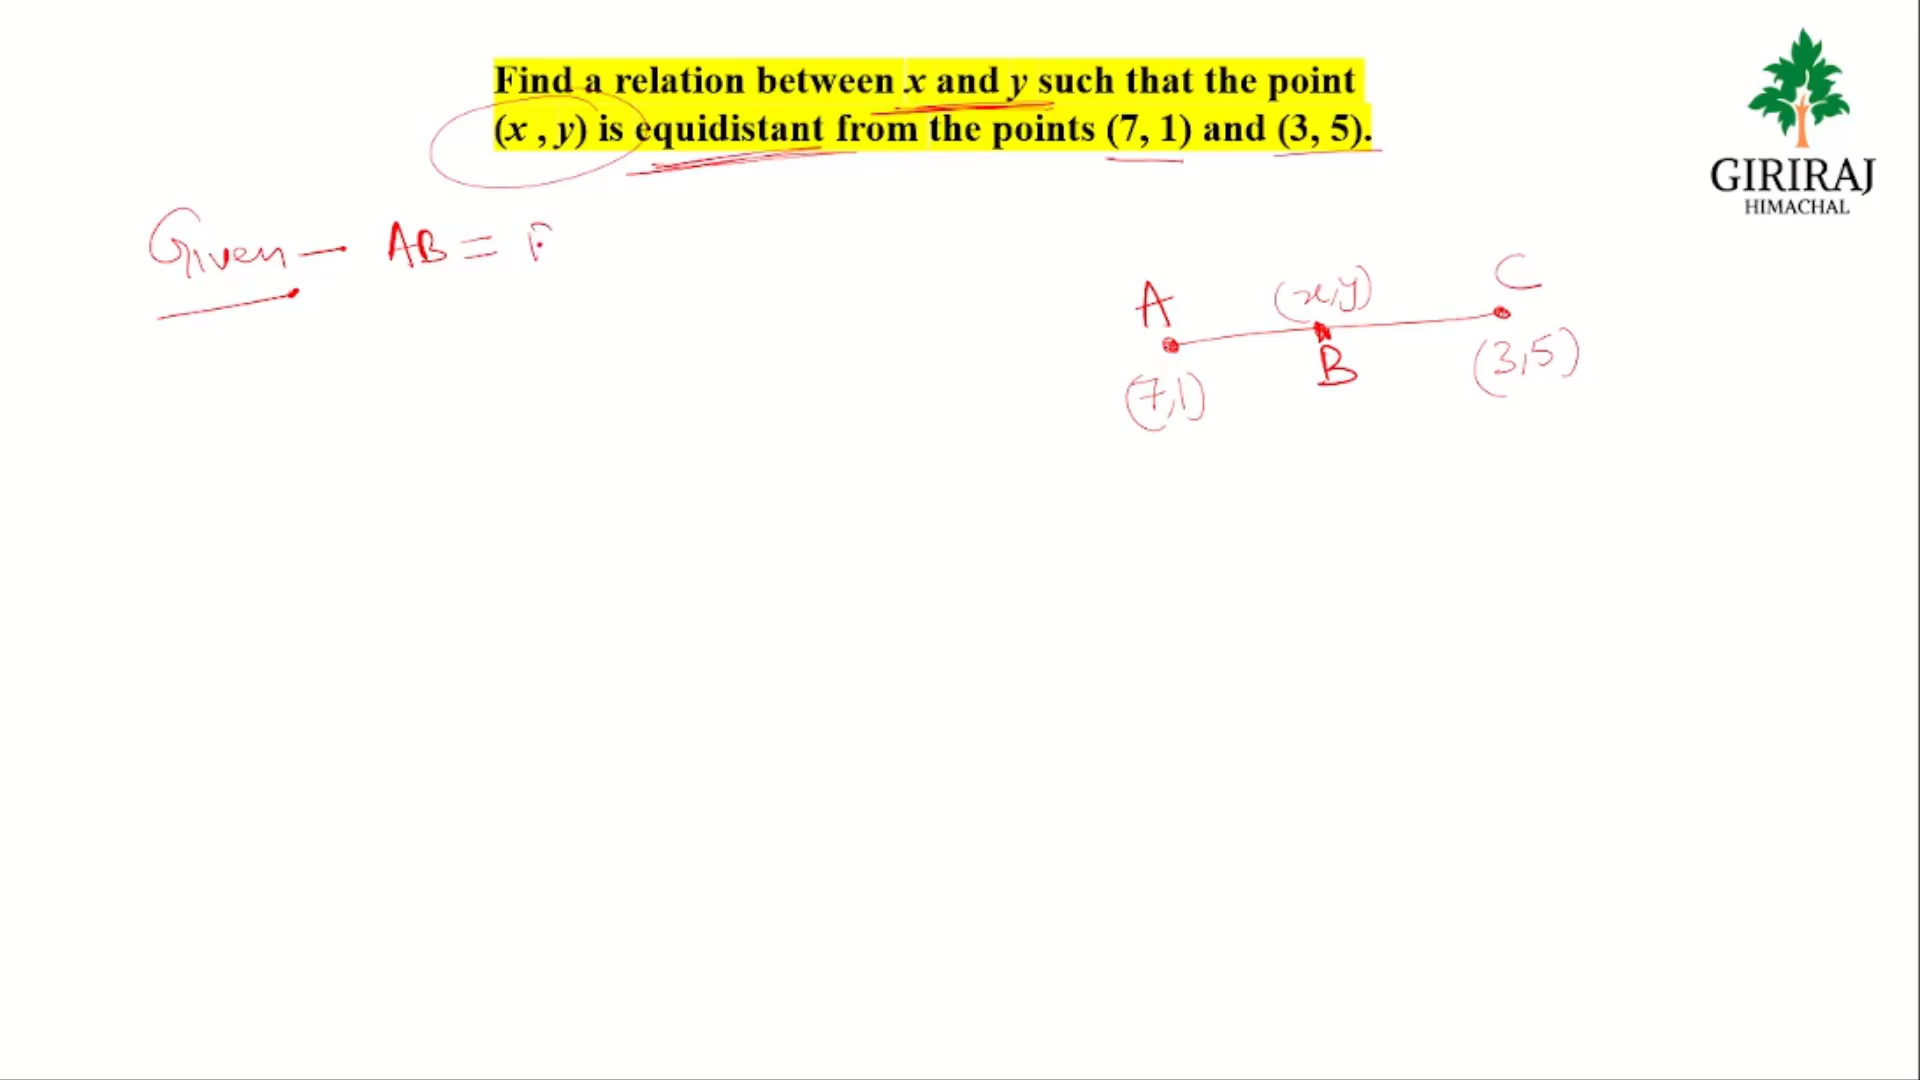 Find a relation between x and y such that the point
(x , y) is equidistant from the points (7, 1) and (3, 5).
GIRIRAJ
HIMACHAL
Given — AB =
A
(x,y)
C
B
(7,1)
(3,5)